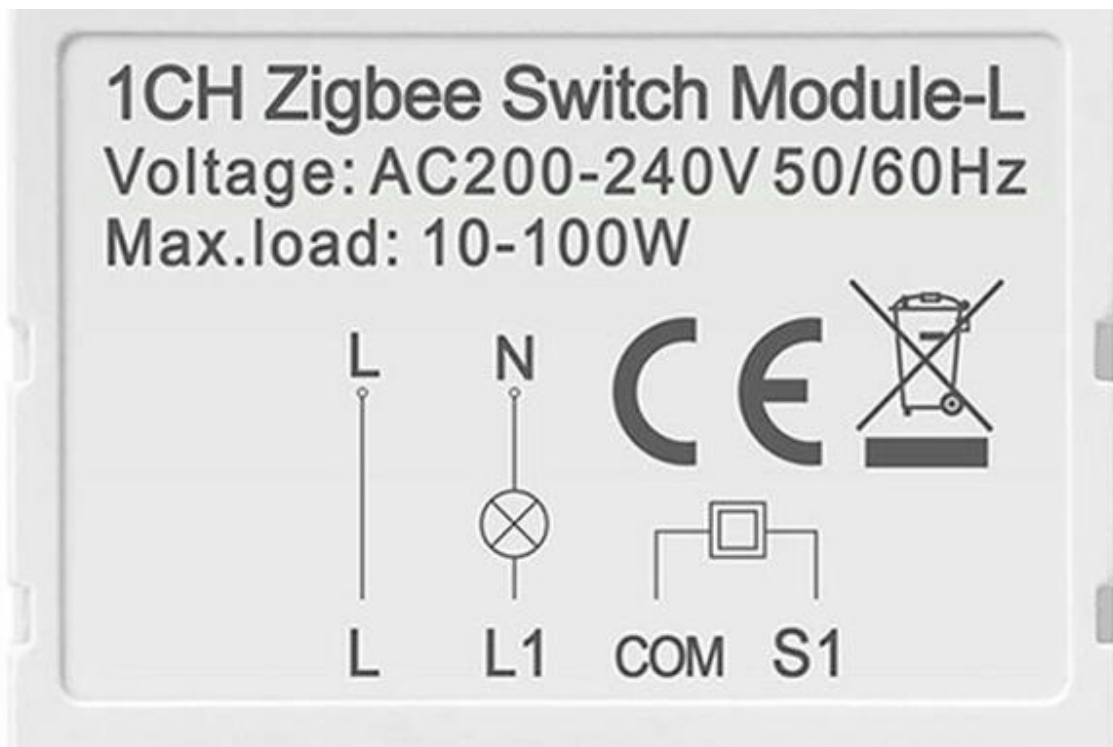 1CH Zigbee Switch Module-L
Voltage: AC200-240V 50/60Hz
Max.load: 10-100W
L N
CE
L L1 COM S1